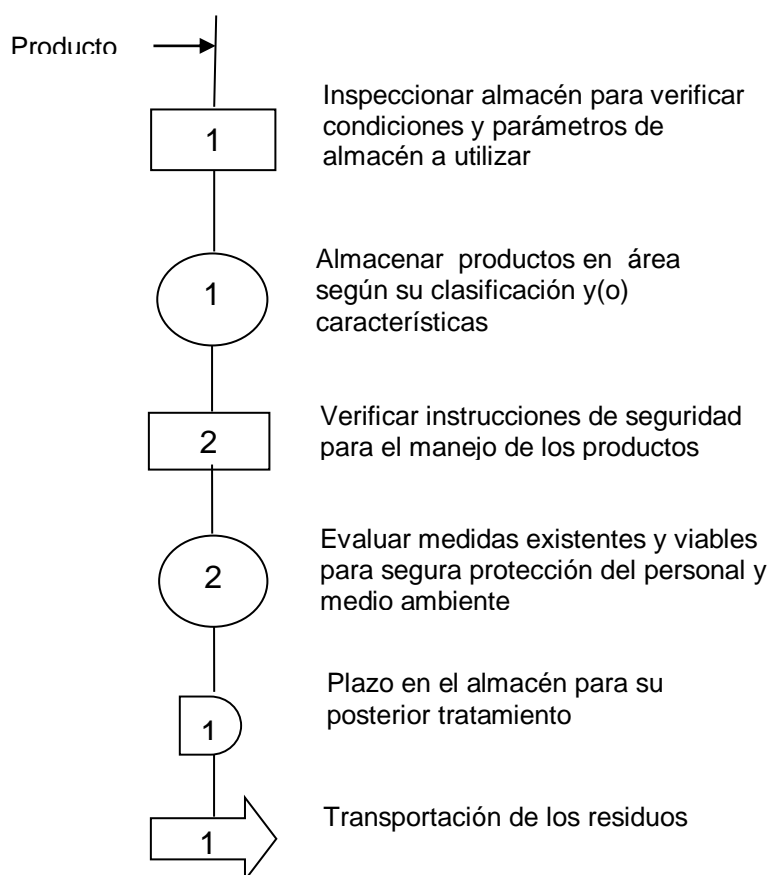 Producto
Inspeccionar almacén para verificar
1
condiciones y parámetros de
almacén a utilizar
Almacenar productos en área
1
según su clasificación y(o)
características
Verificar instrucciones de seguridad
2
para el manejo de los productos
Evaluar medidas existentes y viables
2
para segura protección del personal y
medio ambiente
Plazo en el almacén para su
1
posterior tratamiento
Transportación de los residuos
1